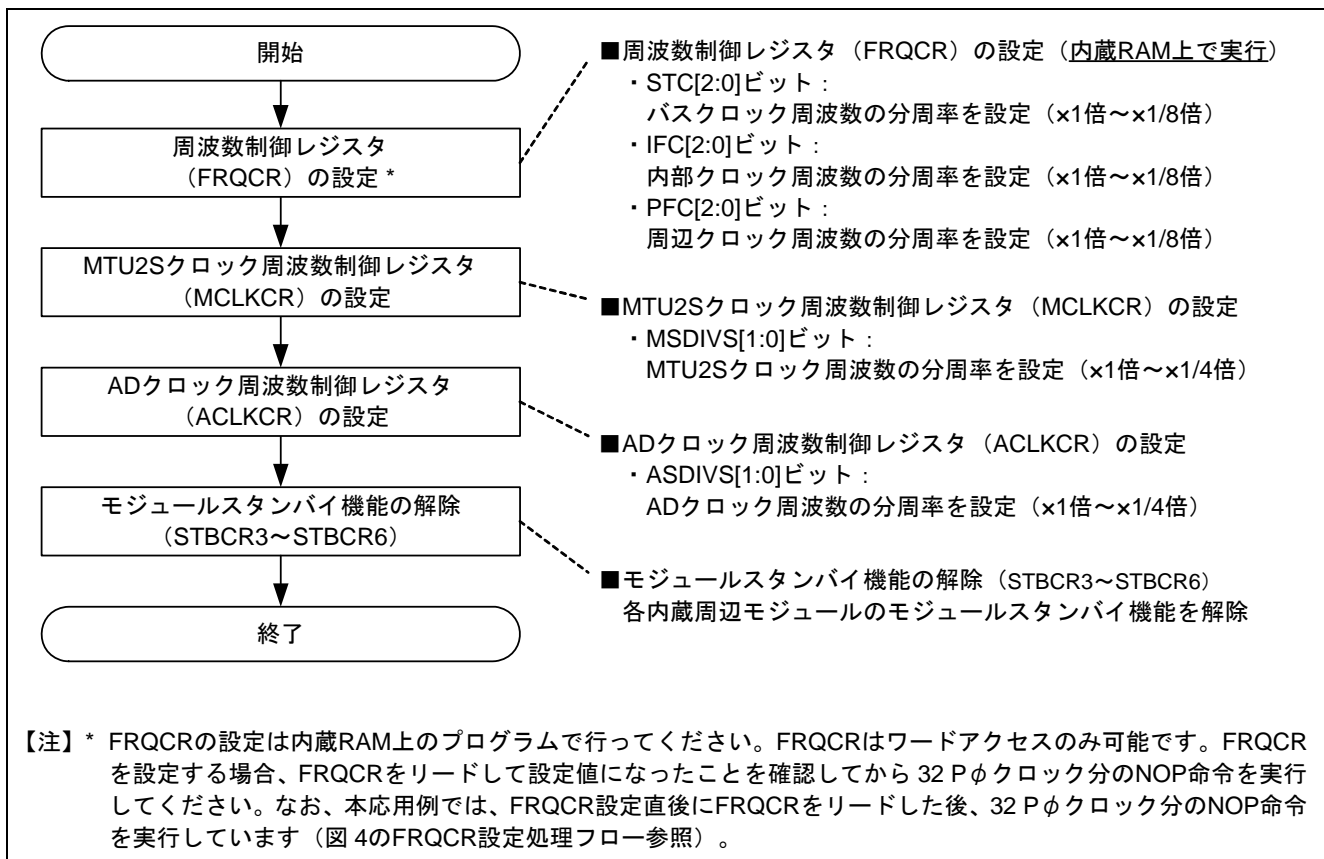 開始
周波数制御レジスタ
（FRQCR）の設定 *
MTU2Sクロック周波数制御レジスタ
（MCLKCR）の設定
ADクロック周波数制御レジスタ
（ACLKCR）の設定
モジュールスタンバイ機能の解除
（STBCR3～STBCR6）
終了
■周波数制御レジスタ（FRQCR）の設定（内蔵RAM上で実行）
・STC[2:0]ビット：
バスクロック周波数の分周率を設定（×1倍～×1/8倍）
・IFC[2:0]ビット：
内部クロック周波数の分周率を設定（×1倍～×1/8倍）
・PFC[2:0]ビット：
周辺クロック周波数の分周率を設定（×1倍～×1/8倍）
■MTU2Sクロック周波数制御レジスタ（MCLKCR）の設定
・MSDIVS[1:0]ビット：
MTU2Sクロック周波数の分周率を設定（×1倍～×1/4倍）
■ADクロック周波数制御レジスタ（ACLKCR）の設定
・ASDIVS[1:0]ビット：
ADクロック周波数の分周率を設定（×1倍～×1/4倍）
■モジュールスタンバイ機能の解除（STBCR3～STBCR6）
各内蔵周辺モジュールのモジュールスタンバイ機能を解除
【注】* FRQCRの設定は内蔵RAM上のプログラムで行ってください。FRQCRはワードアクセスのみ可能です。FRQCR
を設定する場合、FRQCRをリードして設定値になったことを確認してから 32 Pφクロック分のNOP命令を実行
してください。なお、本応用例では、FRQCR設定直後にFRQCRをリードした後、32 Pφクロック分のNOP命令
を実行しています（図 4のFRQCR設定処理フロー参照）。